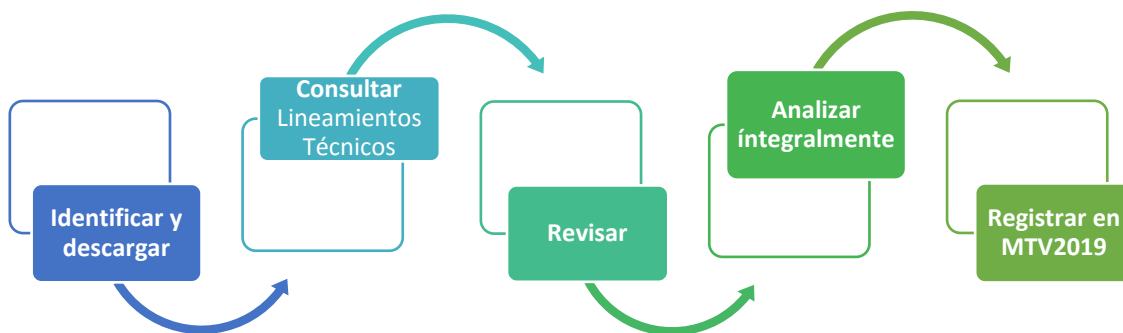 Identificar y
descargar
Consultar
Lineamientos
Técnicos
Revisar
Analizar
íntegralmente
Registrar en
MTV2019